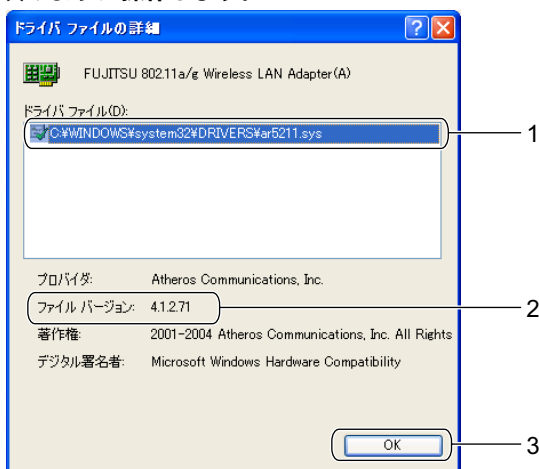 ドライバ ファイルの詳細
FUJITSU 802.11a/g Wireless LAN Adapter(A)
ドライバ ファイル(D):
C:¥WINDOWS¥system32¥DRIVERS¥ar5211.sys
1
プロバイダ: Atheros Communications, Inc.
ファイル バージョン: 4.1.2.71
2
著作権: 2001-2004 Atheros Communications, Inc. All Rights
デジタル署名者: Microsoft Windows Hardware Compatibility
OK
3